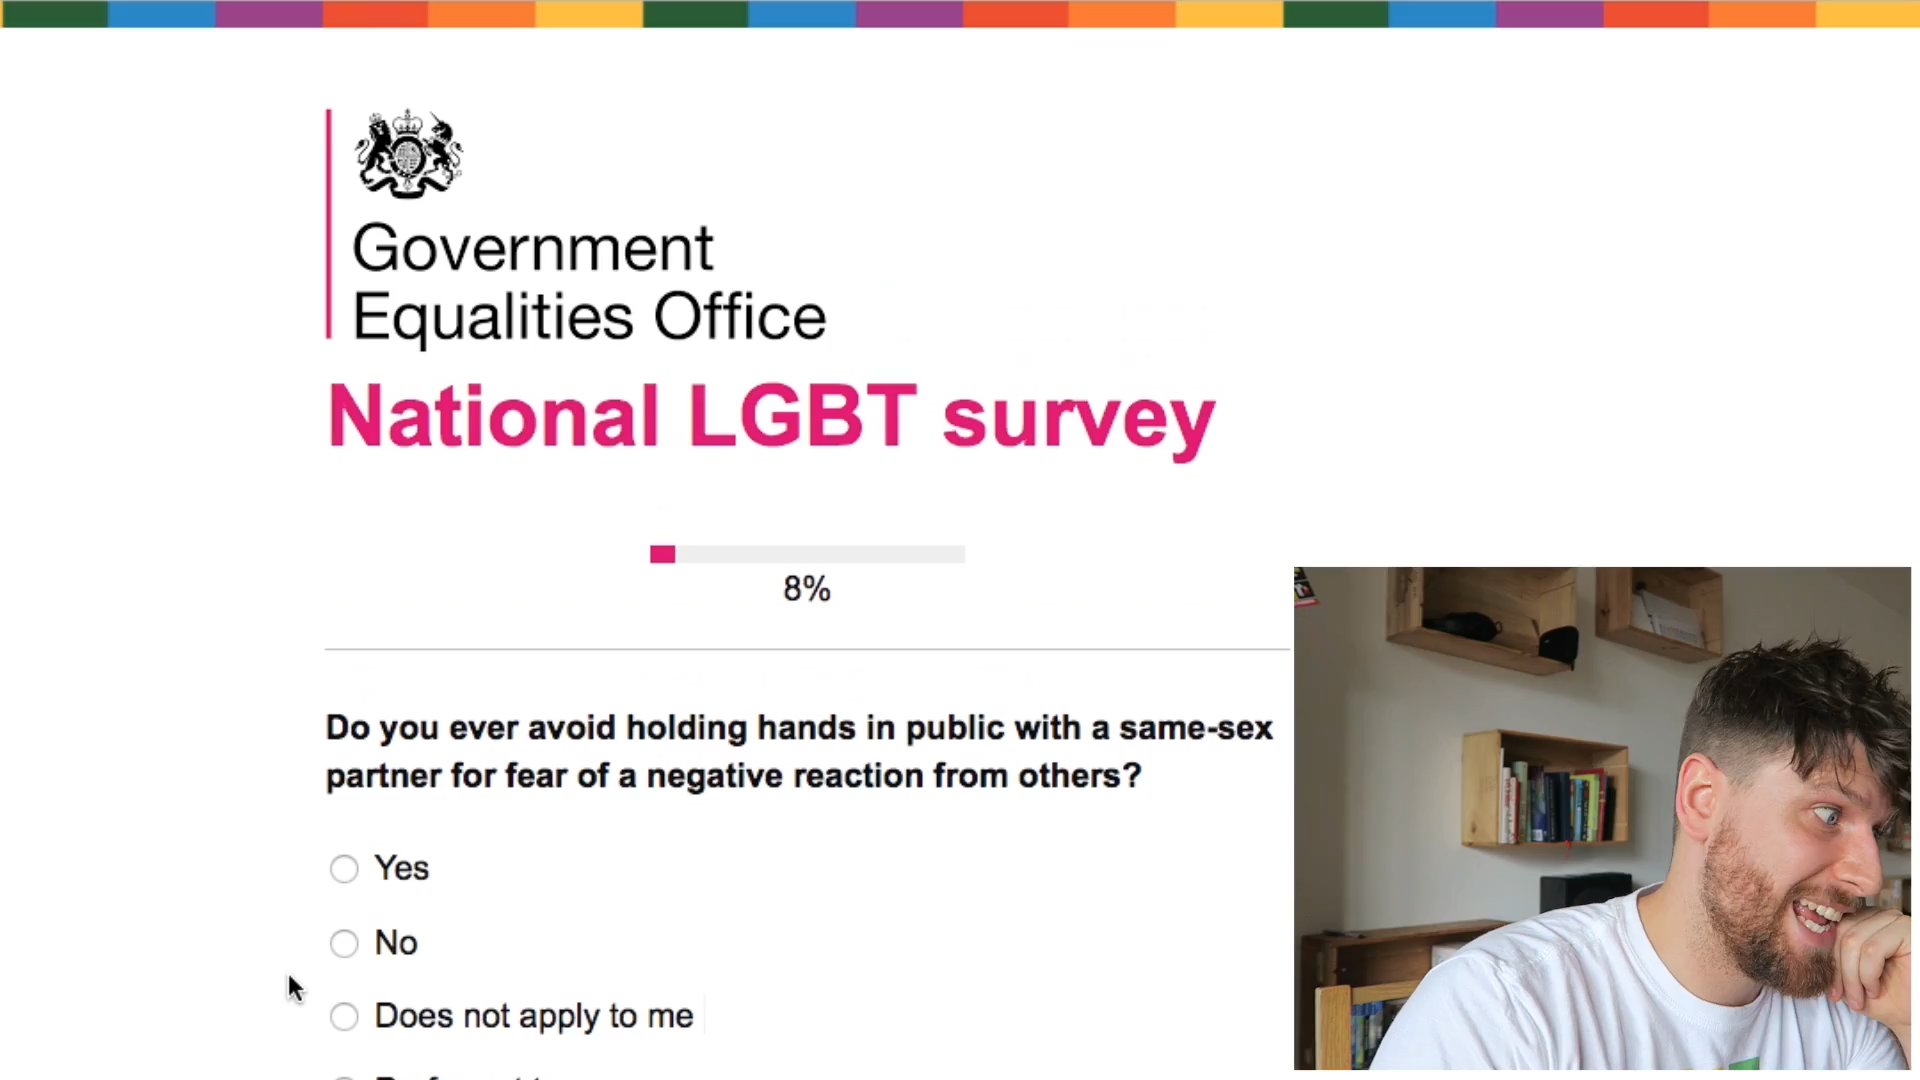 Government
Equalities Office
National LGBT survey
8%
Do you ever avoid holding hands in public with a same-sex
partner for fear of a negative reaction from others?
Yes
No
Does not apply to me